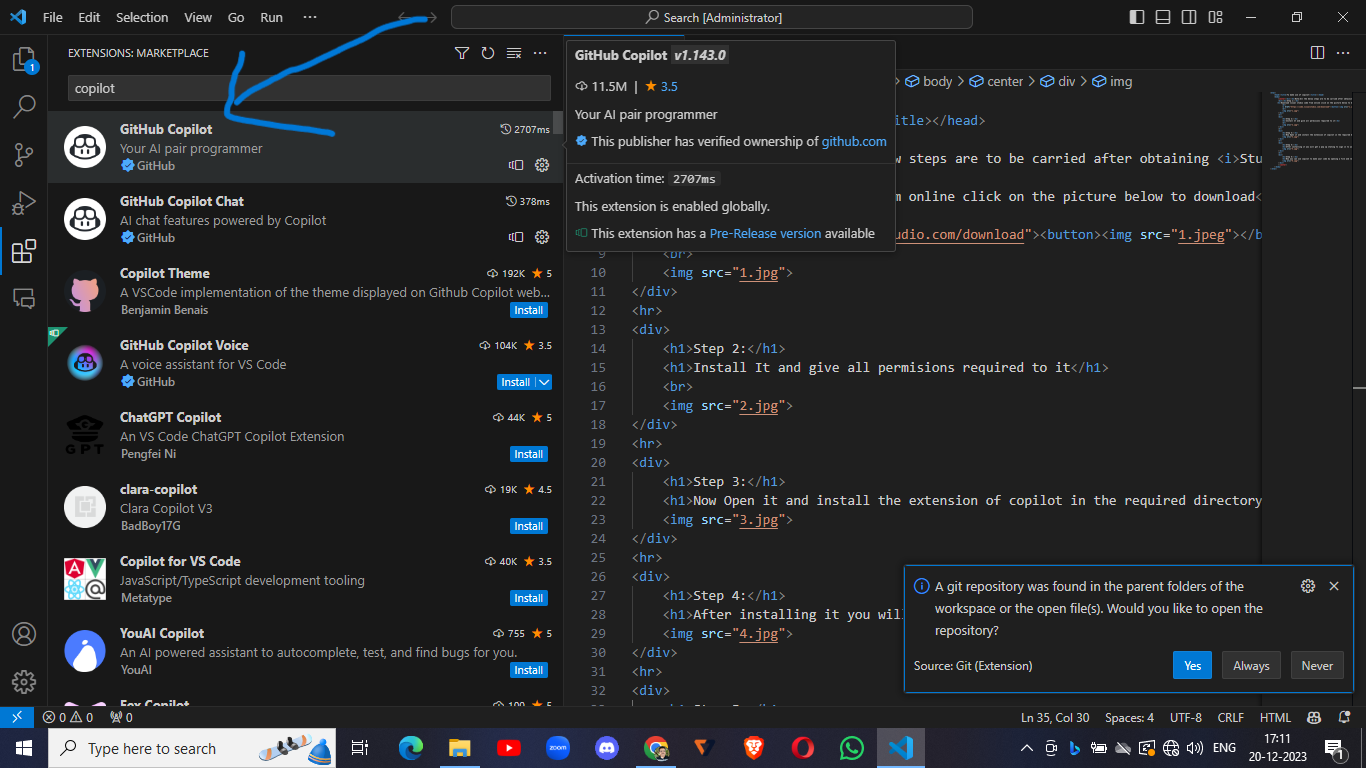 File Edit Selection View Go Run ···
Search [Administrator]
EXTENSIONS: MARKETPLACE
copilot
GitHub Copilot
2707ms
Your AI pair programmer
GitHub
GitHub Copilot Chat
378ms
AI chat features powered by Copilot
GitHub
Copilot Theme
192K ★ 5
A VSCode implementation of the theme displayed on Github Copilot web...
Benjamin Benais
Install
GitHub Copilot Voice
104K ★ 3.5
A voice assistant for VS Code
GitHub
Install
ChatGPT Copilot
44K ★ 5
An VS Code ChatGPT Copilot Extension
Pengfei Ni
Install
clara-copilot
19K ★ 4.5
Clara Copilot V3
BadBoy17G
Install
Copilot for VS Code
40K ★ 3.5
JavaScript/TypeScript development tooling
Metatype
Install
YouAI Copilot
755 ★ 5
An AI powered assistant to autocomplete, test, and find bugs for you.
YouAI
Install
GitHub Copilot v1.143.0
11.5M | ★ 3.5
Your AI pair programmer
This publisher has verified ownership of github.com
Activation time: 2707ms
This extension is enabled globally.
This extension has a Pre-Release version available
body > center > div > img
itle></head>
w steps are to be carried after obtaining <i>Stu
m online click on the picture below to download<
udio.com/download"><button><img src="1.jpeg"></b
9 <br>
10 <img src="1.jpg">
11 </div>
12 <hr>
13 <div>
14 <h1>Step 2:</h1>
15 <h1>Install It and give all permisions required to it</h1>
16 <br>
17 <img src="2.jpg">
18 </div>
19 <hr>
20 <div>
21 <h1>Step 3:</h1>
22 <h1>Now Open it and install the extension of copilot in the required directory
23 <img src="3.jpg">
24 </div>
25 <hr>
26 <div>
27 <h1>Step 4:</h1>
28 <h1>After installing it you wil
29 <img src="4.jpg">
30 </div>
31 <hr>
32 <div>
A git repository was found in the parent folders of the
workspace or the open file(s). Would you like to open the
repository?
Source: Git (Extension)
Yes
Always
Never
0 0 0
Ln 35, Col 30 Spaces: 4 UTF-8 CRLF HTML
Type here to search
zoom
ENG
17:11
20-12-2023
1